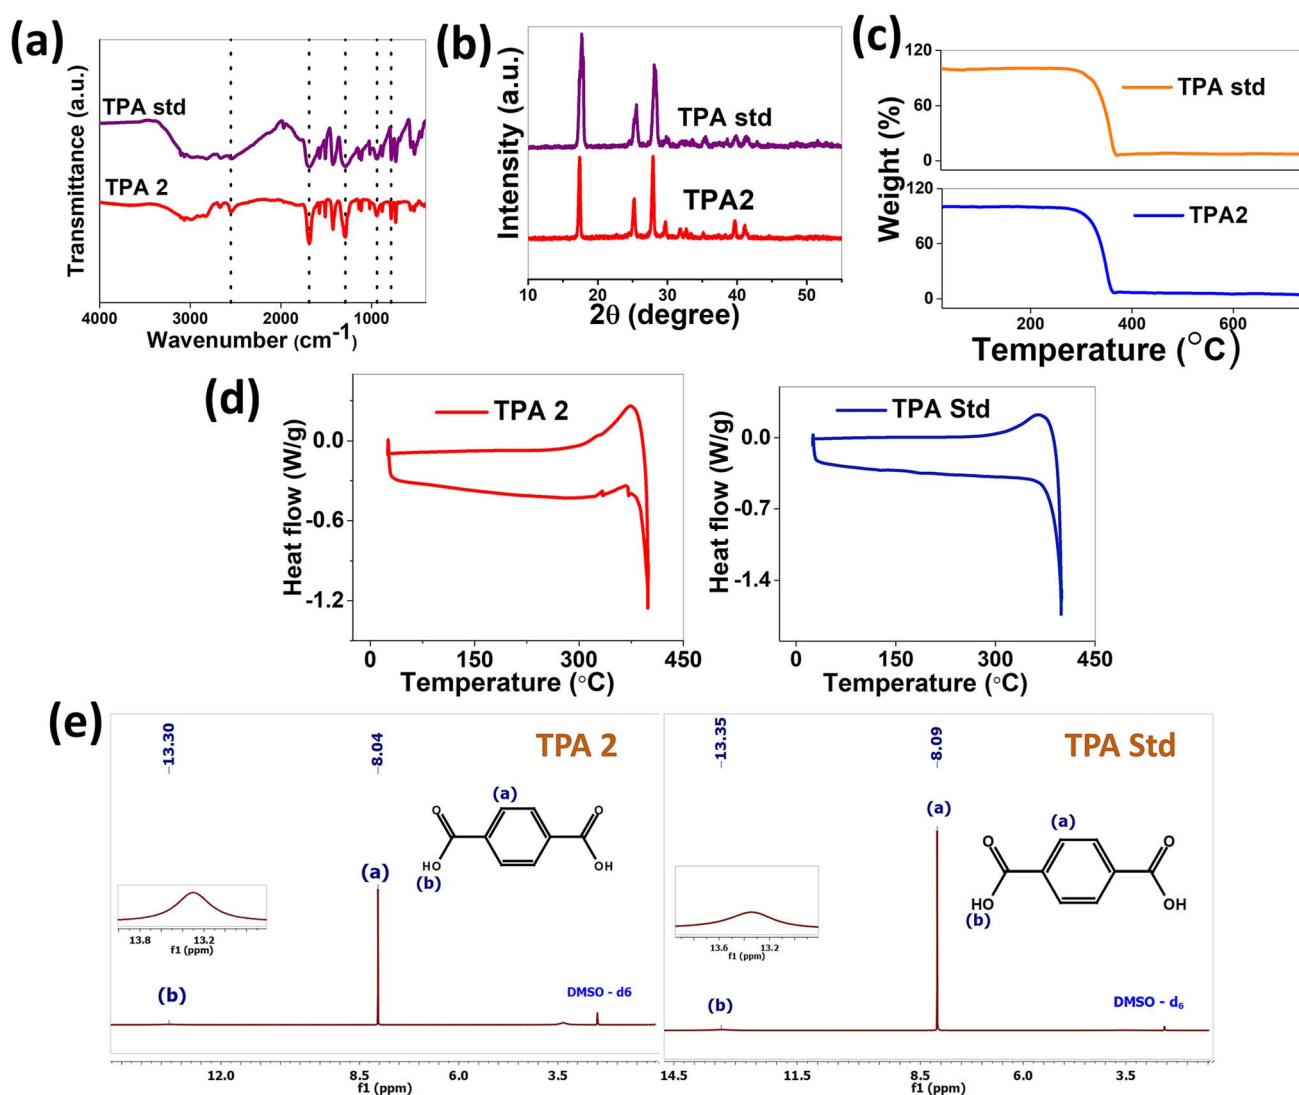 (a)
Transmittance (a.u.)
TPA std
TPA 2
4000 3000 2000 1000
Wavenumber (cm-1)
(b)
Intensity (a.u.)
TPA std
TPA2
10 20 30 40 50
2θ (degree)
(c)
Weight (%)
120
60
0
TPA std
120
60
0
TPA2
200 400 600
Temperature (°C)
(d)
Heat flow (W/g)
0.0
-0.6
-1.2
TPA 2
0 150 300 450
Temperature (°C)
Heat flow (W/g)
0.0
-0.7
-1.4
TPA Std
0 150 300 450
Temperature (°C)
(e)
-13.30
-8.04
TPA 2
(a)
O
O
HO
OH
(b)
(a)
13.8 13.2
f1 (ppm)
(b)
DMSO - d6
12.0 8.5 6.0 3.5
f1 (ppm)
-13.35
-8.09
TPA Std
(a)
(a)
O
O
HO
OH
(b)
13.6 13.2
f1 (ppm)
(b)
DMSO - d6
14.5 11.5 8.5 6.0 3.5
f1 (ppm)